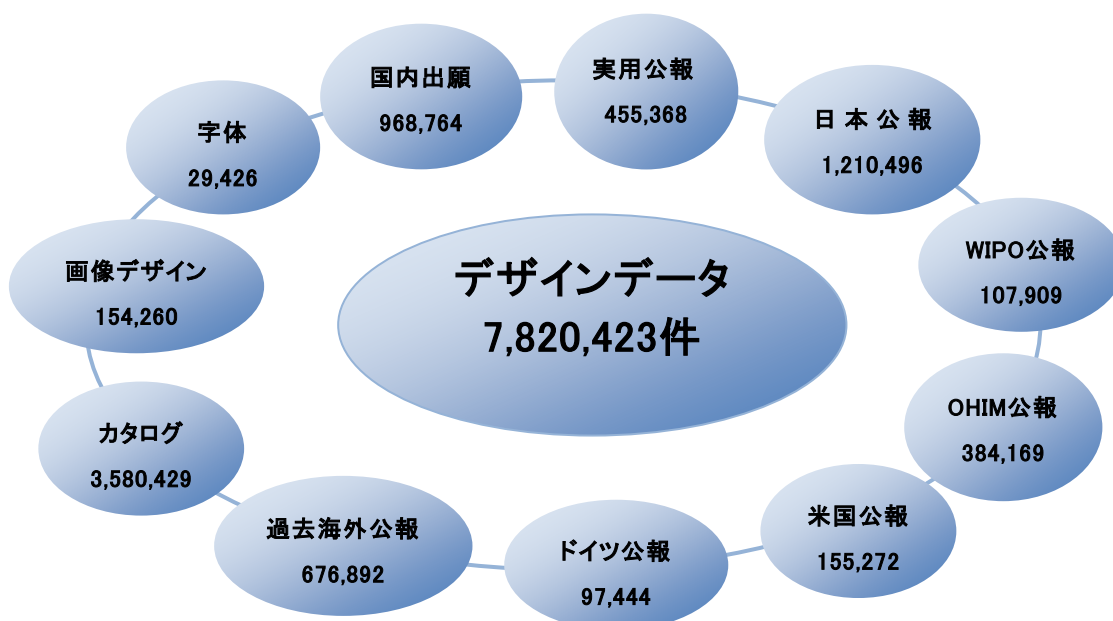 デザインデータ
7,820,423件
国内出願
968,764
実用公報
455,368
日本公報
1,210,496
WIPO公報
107,909
OHIM公報
384,169
米国公報
155,272
ドイツ公報
97,444
過去海外公報
676,892
カタログ
3,580,429
画像デザイン
154,260
字体
29,426